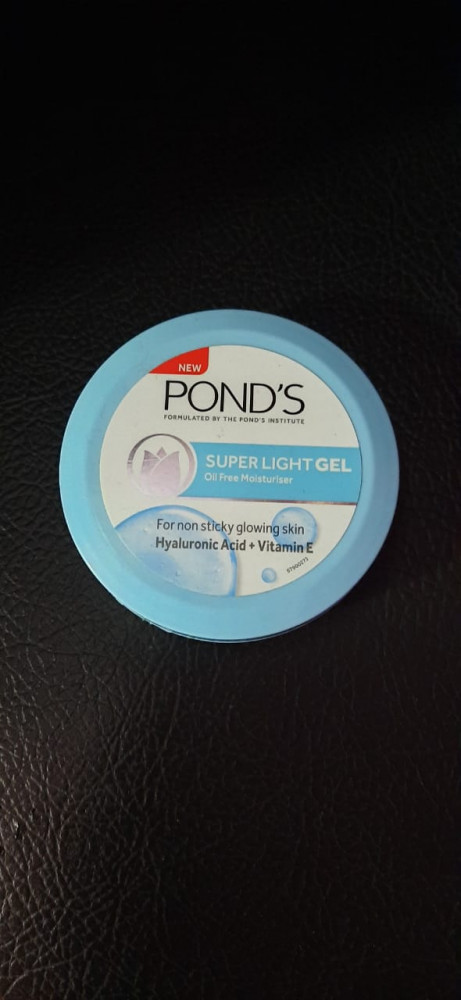 NEW
POND'S
FORMULATED BY THE POND'S INSTITUTE
SUPER LIGHT GEL
Oil Free Moisturiser
For non sticky glowing skin
Hyaluronic Acid + Vitamin E